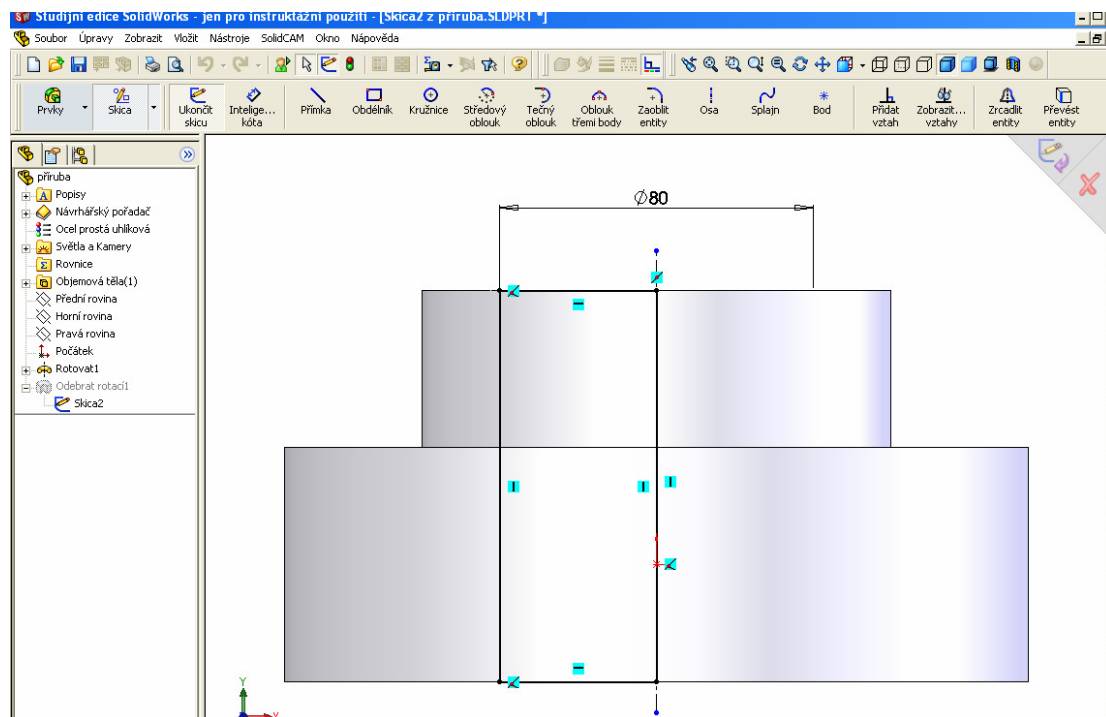 Studijní edice SolidWorks - jen pro instruktážní použití - [Skica2 z příruba.SLDPRT *]
Soubor Úpravy Zobrazit Vložit Nástroje SolidCAM Okno Nápověda
Prvky Skica Ukončit skicu Intelige... kóta Přímka Obdélník Kružnice Středový oblouk Tečný oblouk Oblouk třemi body Zaoblit entity Osa Splajn Bod Přidat vztah Zobrazit... vztahy Zrcadlit entity Převést entity
příruba
Popisy
Návrhářský pořadač
Ocel prostá uhlíková
Světla a Kamery
Rovnice
Objemová těla(1)
Přední rovina
Horní rovina
Pravá rovina
Počátek
Rotovat1
Odebrat rotací1
Skica2
∅80
Y
X